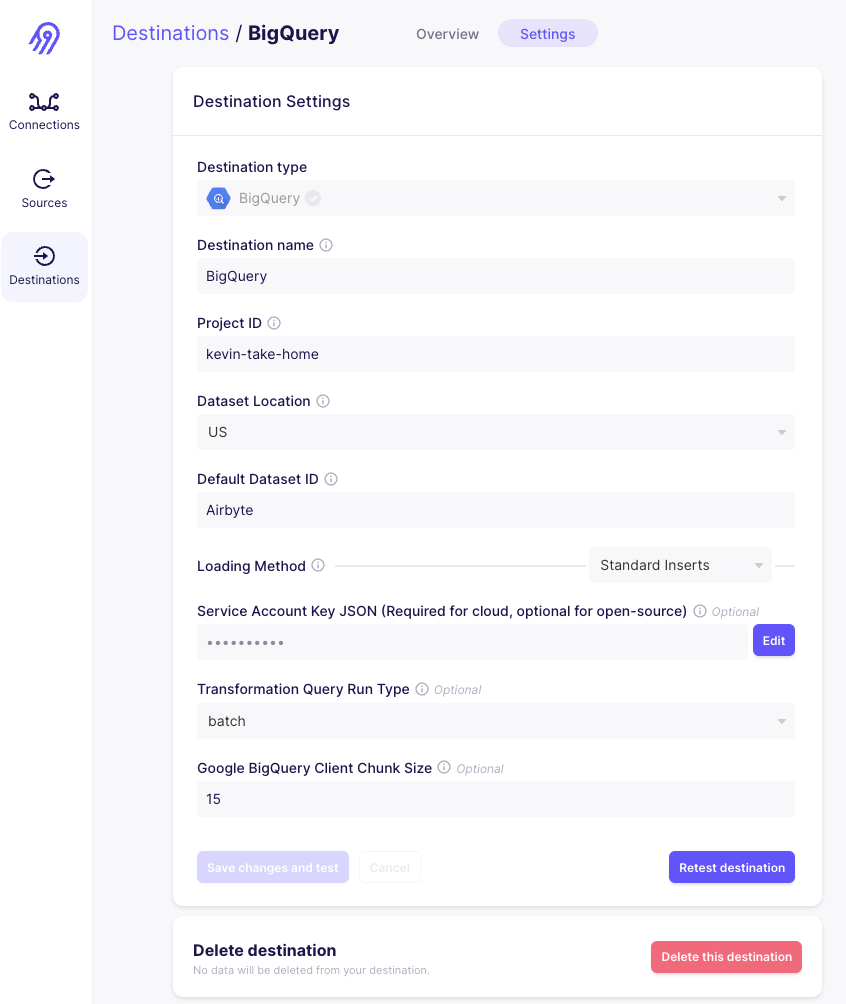 Destinations / BigQuery
Overview
Settings
Connections
Sources
Destinations
Destination Settings
Destination type
BigQuery
Destination name
BigQuery
Project ID
kevin-take-home
Dataset Location
US
Default Dataset ID
Airbyte
Loading Method
Standard Inserts
Service Account Key JSON (Required for cloud, optional for open-source) Optional
••••••••••
Edit
Transformation Query Run Type Optional
batch
Google BigQuery Client Chunk Size Optional
15
Save changes and test
Cancel
Retest destination
Delete destination
No data will be deleted from your destination.
Delete this destination